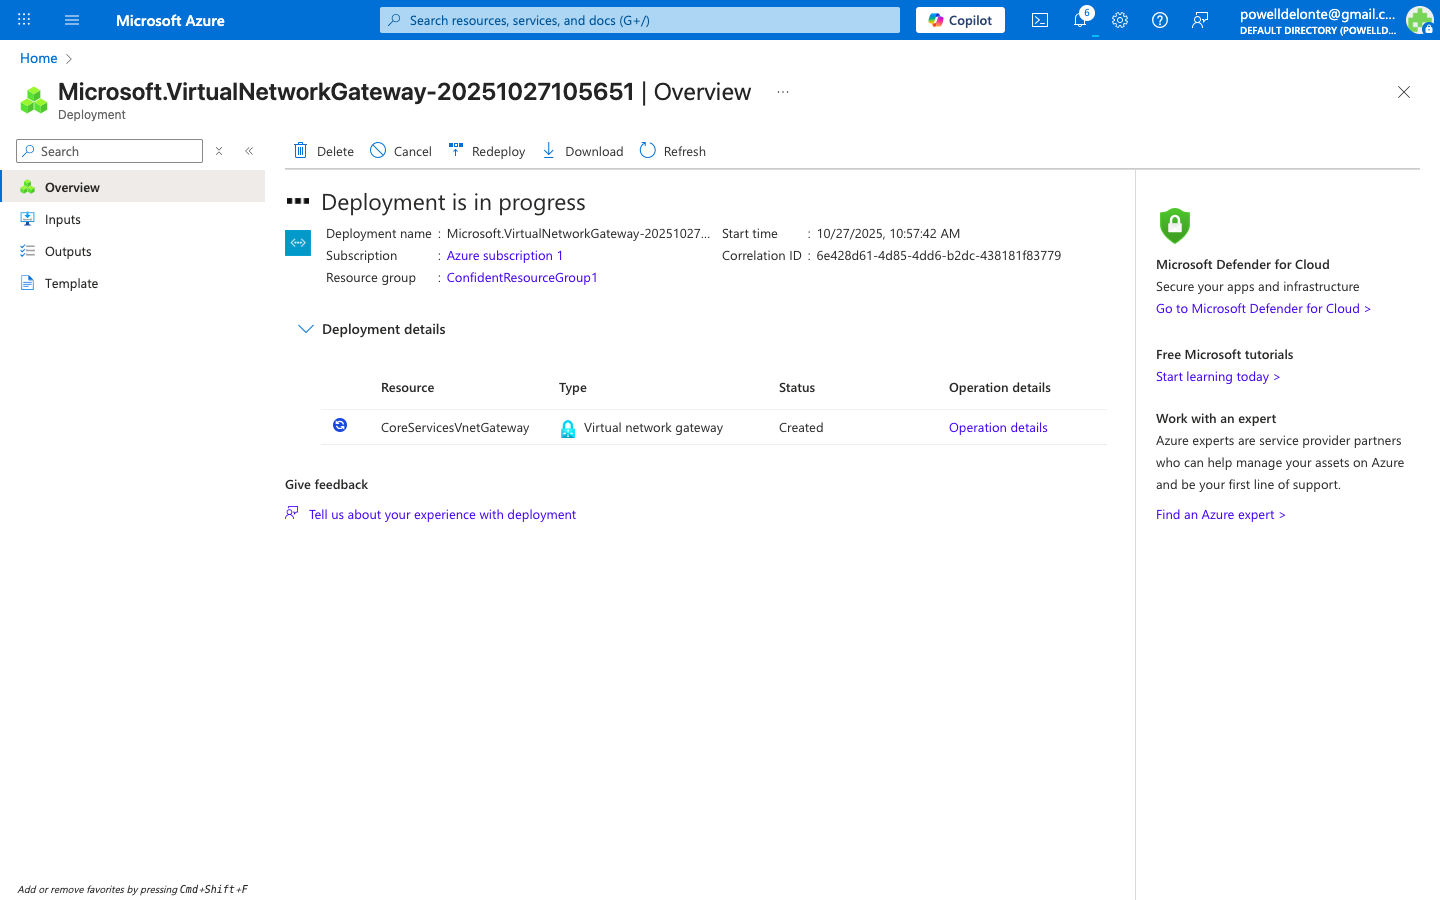 Microsoft Azure
Search resources, services, and docs (G+/)
Copilot
6
powelldelonte@gmail.c...
DEFAULT DIRECTORY (POWELLD...
Home
Microsoft.VirtualNetworkGateway-20251027105651 | Overview
...
Deployment
Search
Delete
Cancel
Redeploy
Download
Refresh
Overview
Inputs
Outputs
Template
Deployment is in progress
Deployment name : Microsoft.VirtualNetworkGateway-20251027...
Subscription : Azure subscription 1
Resource group : ConfidentResourceGroup1
Start time : 10/27/2025, 10:57:42 AM
Correlation ID : 6e428d61-4d85-4dd6-b2dc-438181f83779
Deployment details
Resource Type Status Operation details
CoreServicesVnetGateway Virtual network gateway Created Operation details
Give feedback
Tell us about your experience with deployment
Microsoft Defender for Cloud
Secure your apps and infrastructure
Go to Microsoft Defender for Cloud >
Free Microsoft tutorials
Start learning today >
Work with an expert
Azure experts are service provider partners
who can help manage your assets on Azure
and be your first line of support.
Find an Azure expert >
Add or remove favorites by pressing Cmd+Shift+F